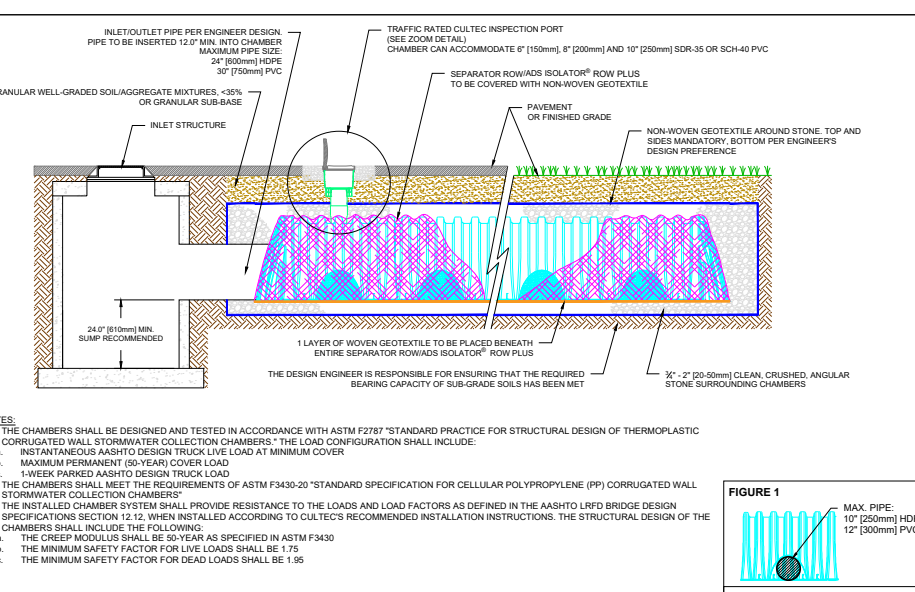 INLET/OUTLET PIPE PER ENGINEER DESIGN.
PIPE TO BE INSERTED 12.0" MIN. INTO CHAMBER
MAXIMUM PIPE SIZE:
24" [600mm] HDPE
30" [750mm] PVC
TRAFFIC RATED CULTEC INSPECTION PORT
(SEE ZOOM DETAIL)
CHAMBER CAN ACCOMMODATE 6" [150mm], 8" [200mm] AND 10" [250mm] SDR-35 OR SCH-40 PVC
SEPARATOR ROW/ADS ISOLATOR® ROW PLUS
TO BE COVERED WITH NON-WOVEN GEOTEXTILE
WELL-GRADED SOIL/AGGREGATE MIXTURES, <35%
OR GRANULAR SUB-BASE
PAVEMENT
OR FINISHED GRADE
INLET STRUCTURE
NON-WOVEN GEOTEXTILE AROUND STONE. TOP AND
SIDES MANDATORY, BOTTOM PER ENGINEER'S
DESIGN PREFERENCE
24.0" [610mm] MIN.
SUMP RECOMMENDED
1 LAYER OF WOVEN GEOTEXTILE TO BE PLACED BENEATH
ENTIRE SEPARATOR ROW/ADS ISOLATOR® ROW PLUS
THE DESIGN ENGINEER IS RESPONSIBLE FOR ENSURING THAT THE REQUIRED
BEARING CAPACITY OF SUB-GRADE SOILS HAS BEEN MET
¾" - 2" [20-50mm] CLEAN, CRUSHED, ANGULAR
STONE SURROUNDING CHAMBERS
THE CHAMBERS SHALL BE DESIGNED AND TESTED IN ACCORDANCE WITH ASTM F2787 "STANDARD PRACTICE FOR STRUCTURAL DESIGN OF THERMOPLASTIC
CORRUGATED WALL STORMWATER COLLECTION CHAMBERS." THE LOAD CONFIGURATION SHALL INCLUDE:
INSTANTANEOUS AASHTO DESIGN TRUCK LIVE LOAD AT MINIMUM COVER
MAXIMUM PERMANENT (50-YEAR) COVER LOAD
1-WEEK PARKED AASHTO DESIGN TRUCK LOAD
THE CHAMBERS SHALL MEET THE REQUIREMENTS OF ASTM F3430-20 "STANDARD SPECIFICATION FOR CELLULAR POLYPROPYLENE (PP) CORRUGATED WALL
STORMWATER COLLECTION CHAMBERS"
THE INSTALLED CHAMBER SYSTEM SHALL PROVIDE RESISTANCE TO THE LOADS AND LOAD FACTORS AS DEFINED IN THE AASHTO LRFD BRIDGE DESIGN
SPECIFICATIONS SECTION 12.12, WHEN INSTALLED ACCORDING TO CULTEC'S RECOMMENDED INSTALLATION INSTRUCTIONS. THE STRUCTURAL DESIGN OF THE
CHAMBERS SHALL INCLUDE THE FOLLOWING:
THE CREEP MODULUS SHALL BE 50-YEAR AS SPECIFIED IN ASTM F3430
THE MINIMUM SAFETY FACTOR FOR LIVE LOADS SHALL BE 1.75
THE MINIMUM SAFETY FACTOR FOR DEAD LOADS SHALL BE 1.95
FIGURE 1
MAX. PIPE:
10" [250mm]
12" [300mm]